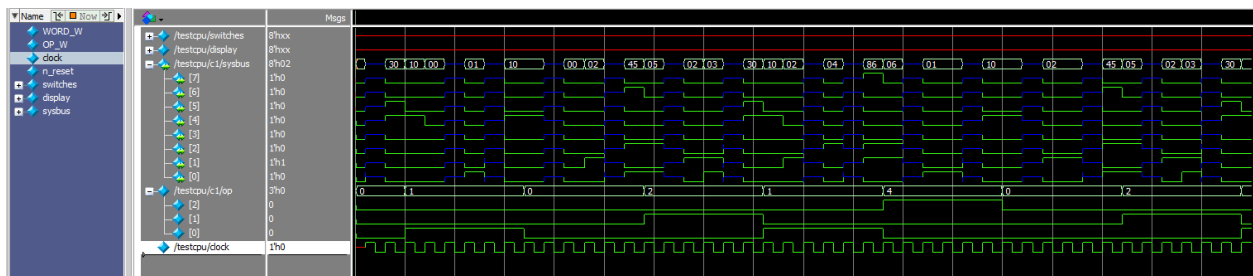 Name Now
WORD_W
OP_W
clock
n_reset
switches
display
sysbus
Msgs
/testcpu/switches 8'hxx
/testcpu/display 8'hxx
/testcpu/c1/sysbus 8'h02 30 10 00 01 10 00 02 45 05 02 03 30 10 02 04 86 06 01 10 02 45 05 02 03 30
[7] 1'h0
[6] 1'h0
[5] 1'h0
[4] 1'h0
[3] 1'h0
[2] 1'h0
[1] 1'h1
[0] 1'h0
/testcpu/c1/op 3'h0 0 1 0 2 1 4 0 2
[2] 0
[1] 0
[0] 0
/testcpu/clock 1'h0